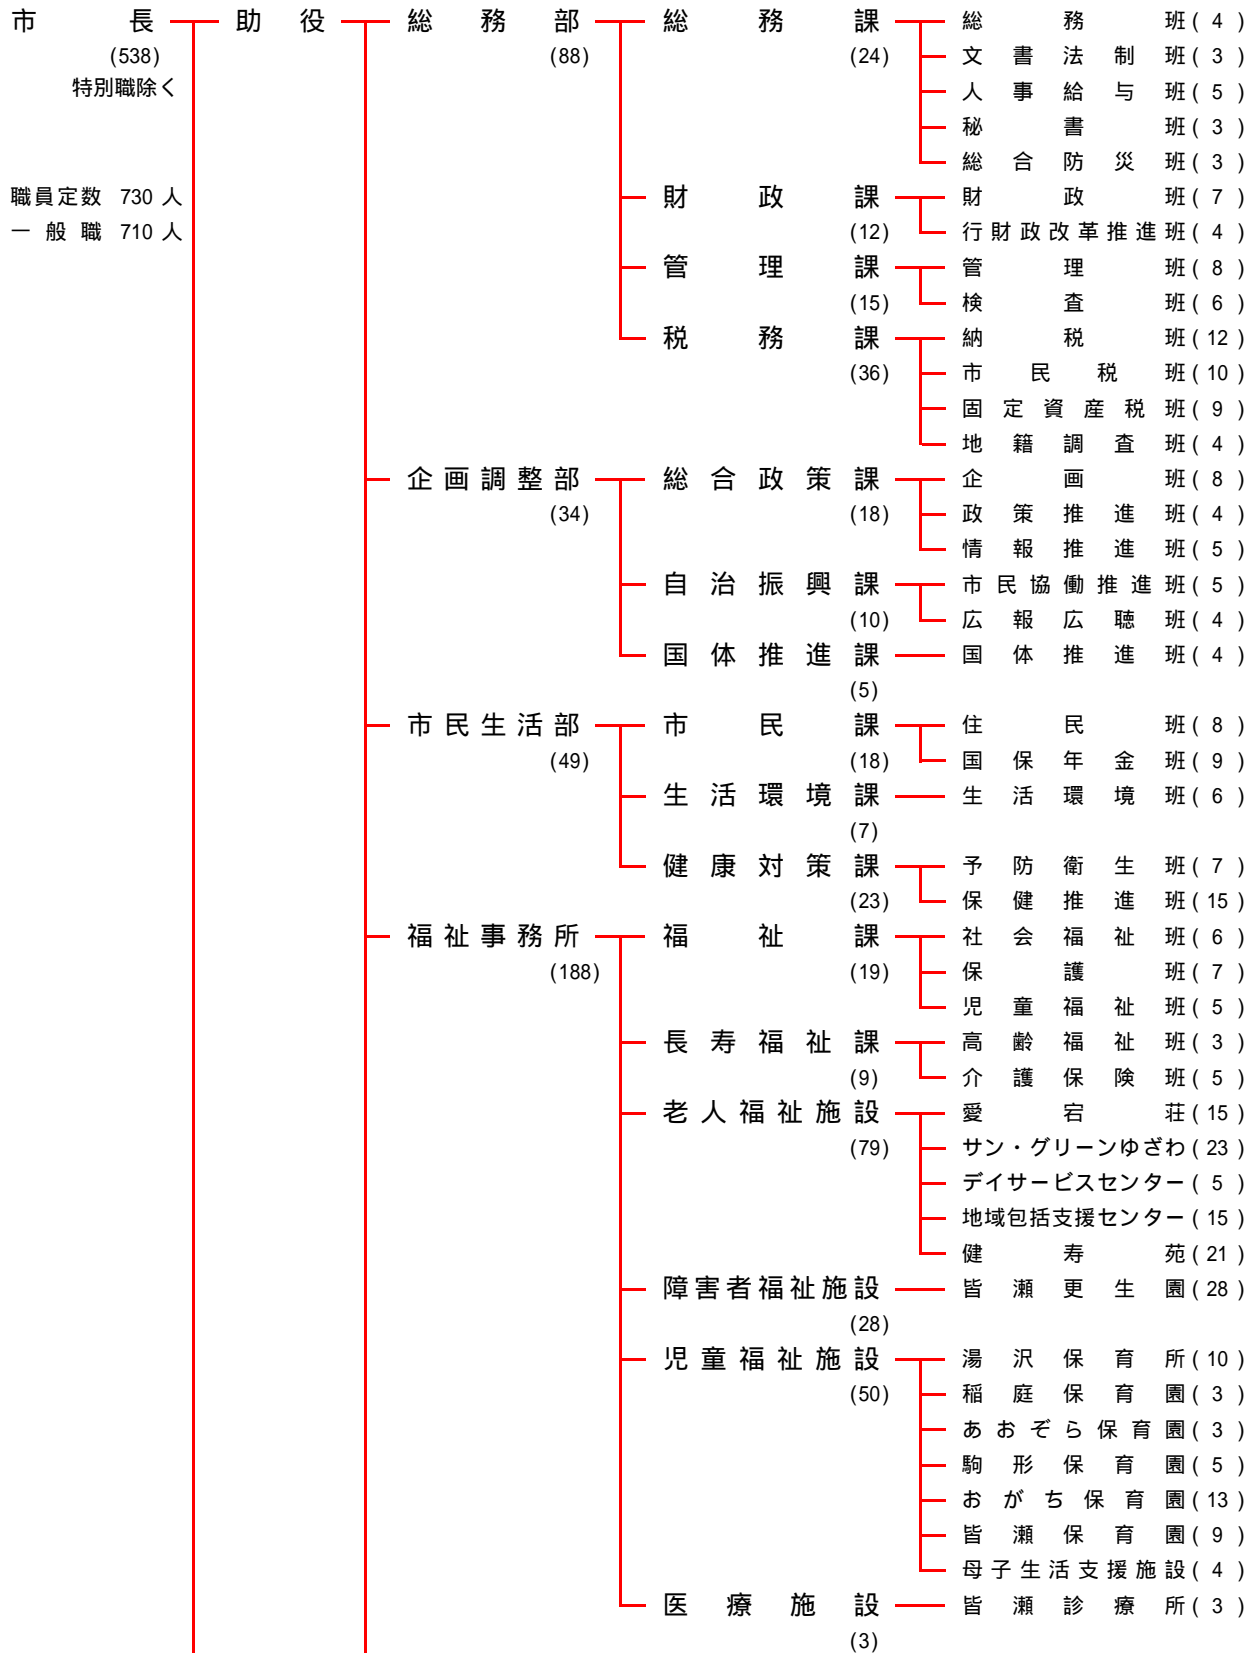 市長 助役 総務部 総務課 総務班(4)
(538) (88) (24) 文書法制班(3)
特別職除く 人事給与班(5)
秘書班(3)
総合防災班(3)
職員定数 730 人 財政課 財政班(7)
一般職 710 人 (12) 行財政改革推進班(4)
管理課 管理班(8)
(15) 検査班(6)
税務課 納税班(12)
(36) 市民税班(10)
固定資産税班(9)
地籍調査班(4)
企画調整部 総合政策課 企画班(8)
(34) (18) 政策推進班(4)
情報推進班(5)
自治振興課 市民協働推進班(5)
(10) 広報広聴班(4)
国体推進課 国体推進班(4)
(5)
市民生活部 市民課 住民班(8)
(49) (18) 国保年金班(9)
生活環境課 生活環境班(6)
(7)
健康対策課 予防衛生班(7)
(23) 保健推進班(15)
福祉事務所 福祉課 社会福祉班(6)
(188) (19) 保護班(7)
児童福祉班(5)
長寿福祉課 高齢福祉班(3)
(9) 介護保険班(5)
老人福祉施設 愛宕荘(15)
(79) サン・グリーンゆざわ(23)
デイサービスセンター(5)
地域包括支援センター(15)
健寿苑(21)
障害者福祉施設 皆瀬更生園(28)
(28)
児童福祉施設 湯沢保育所(10)
(50) 稲庭保育園(3)
あおぞら保育園(3)
駒形保育園(5)
おがち保育園(13)
皆瀬保育園(9)
母子生活支援施設(4)
医療施設 皆瀬診療所(3)
(3)